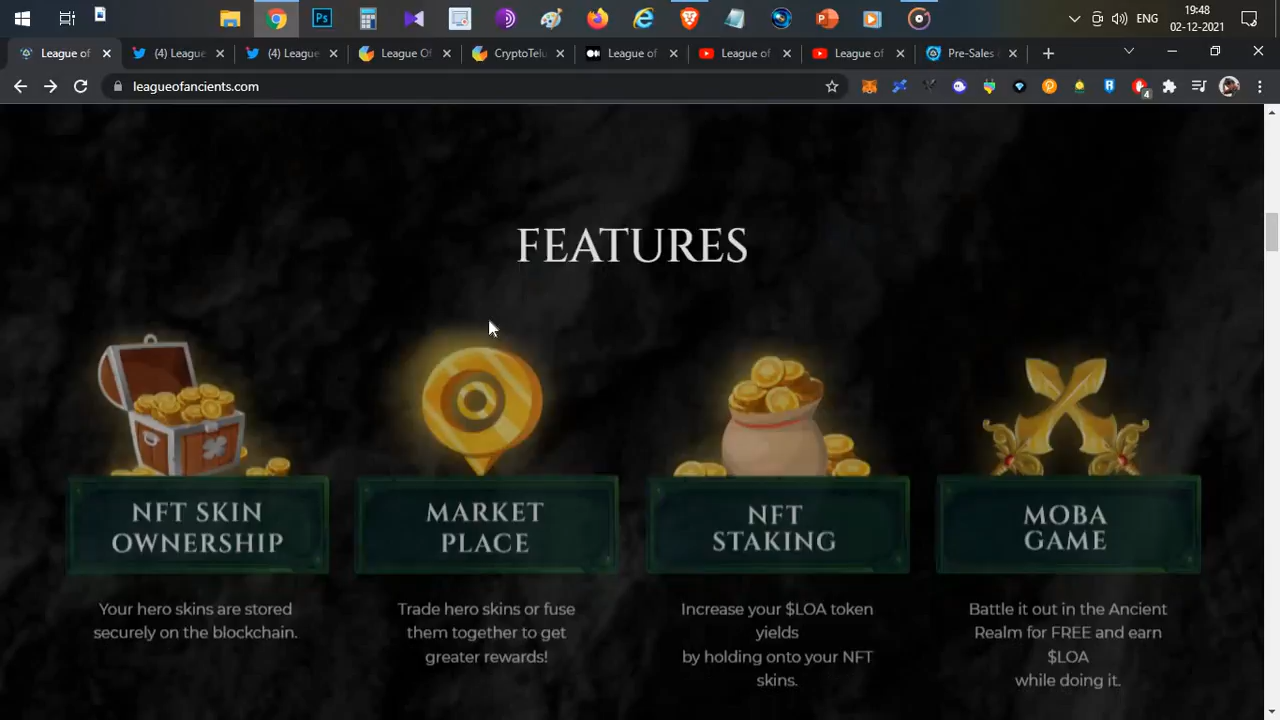 19:48
ENG
02-12-2021
League of
(4) League
(4) League
League Of
CryptoTelu
League of
League of
League of
Pre-Sales
leagueofancients.com
4
FEATURES
NFT SKIN
OWNERSHIP
Your hero skins are stored
securely on the blockchain.
MARKET
PLACE
Trade hero skins or fuse
them together to get
greater rewards!
NFT
STAKING
Increase your $LOA token
yields
by holding onto your NFT
skins.
MOBA
GAME
Battle it out in the Ancient
Realm for FREE and earn
$LOA
while doing it.